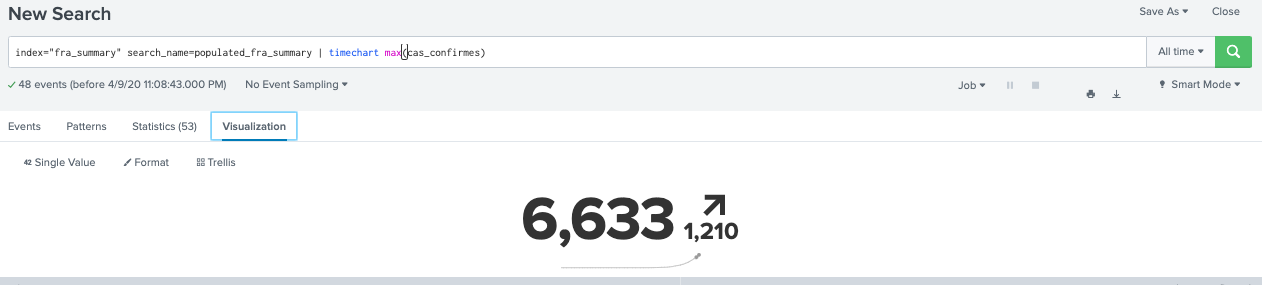 New Search
Save As ▾ Close
index="fra_summary" search_name=populated_fra_summary | timechart max(cas_confirmes)
All time ▾
✓ 48 events (before 4/9/20 11:08:43.000 PM) No Event Sampling ▾
Job ▾ Smart Mode ▾
Events Patterns Statistics (53) Visualization
42 Single Value Format Trellis
6,633 1,210